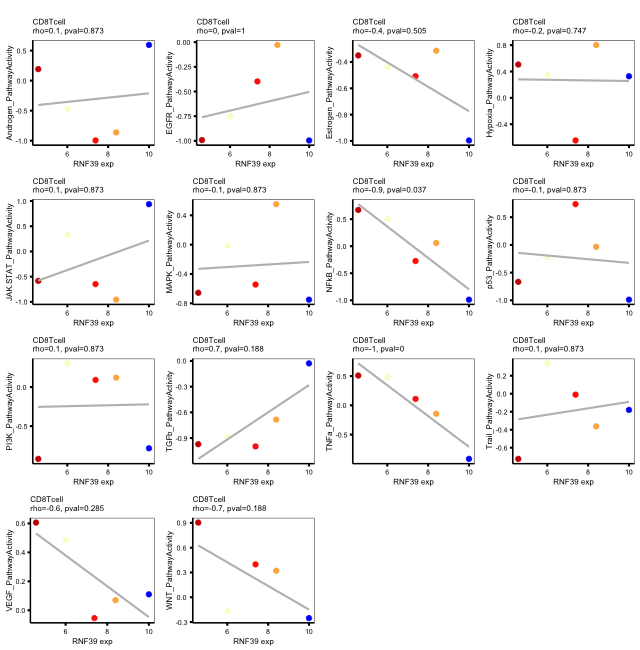 CD8Tcell
rho=0.1, pval=0.873
Androgen_PathwayActivity
0.5
0.0
-0.5
-1.0
6
8
10
RNF39 exp
CD8Tcell
rho=0, pval=1
EGFR_PathwayActivity
0.00
-0.25
-0.50
-0.75
-1.00
6
8
10
RNF39 exp
CD8Tcell
rho=-0.4, pval=0.505
Estrogen_PathwayActivity
-0.4
-0.6
-0.8
-1.0
6
8
10
RNF39 exp
CD8Tcell
rho=-0.2, pval=0.747
Hypoxia_PathwayActivity
0.8
0.4
0.0
-0.4
6
8
10
RNF39 exp
CD8Tcell
rho=0.1, pval=0.873
JAK.STAT_PathwayActivity
1.0
0.5
0.0
-0.5
-1.0
6
8
10
RNF39 exp
CD8Tcell
rho=-0.1, pval=0.873
MAPK_PathwayActivity
0.4
0.0
-0.4
-0.8
6
8
10
RNF39 exp
CD8Tcell
rho=-0.9, pval=0.037
NFkB_PathwayActivity
0.5
0.0
-0.5
-1.0
6
8
10
RNF39 exp
CD8Tcell
rho=-0.1, pval=0.873
p53_PathwayActivity
0.5
0.0
-0.5
-1.0
6
8
10
RNF39 exp
CD8Tcell
rho=0.1, pval=0.873
PI3K_PathwayActivity
0.0
-0.5
6
8
10
RNF39 exp
CD8Tcell
rho=0.7, pval=0.188
TGFb_PathwayActivity
0.0
-0.3
-0.6
-0.9
6
8
10
RNF39 exp
CD8Tcell
rho=-1, pval=0
TNFa_PathwayActivity
0.5
0.0
-0.5
6
8
10
RNF39 exp
CD8Tcell
rho=0.1, pval=0.873
Trail_PathwayActivity
0.2
0.0
-0.2
-0.4
-0.6
6
8
10
RNF39 exp
CD8Tcell
rho=-0.6, pval=0.285
VEGF_PathwayActivity
0.6
0.4
0.2
0.0
6
8
10
RNF39 exp
CD8Tcell
rho=-0.7, pval=0.188
WNT_PathwayActivity
0.9
0.6
0.3
0.0
-0.3
6
8
10
RNF39 exp